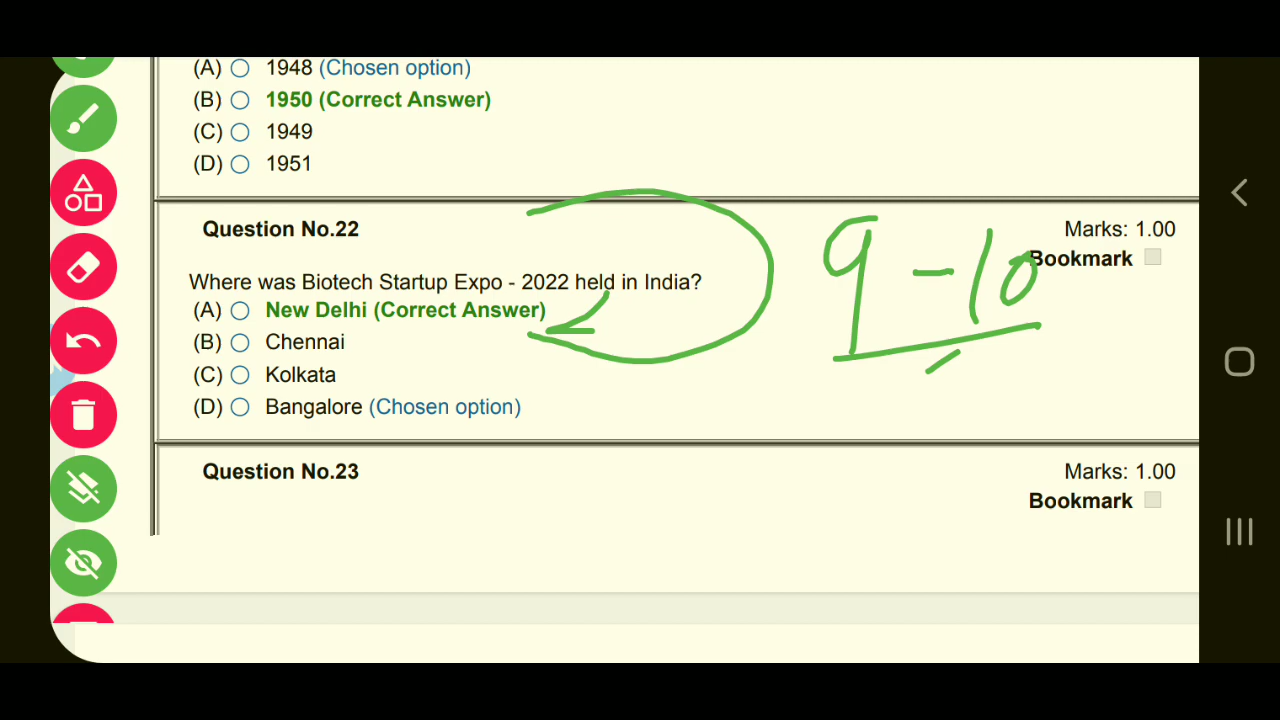 (A) 1948 (Chosen option)
(B) 1950 (Correct Answer)
(C) 1949
(D) 1951
Question No.22
Marks: 1.00
Bookmark
Where was Biotech Startup Expo - 2022 held in India?
(A) New Delhi (Correct Answer)
(B) Chennai
(C) Kolkata
(D) Bangalore (Chosen option)
9 - 10
Question No.23
Marks: 1.00
Bookmark